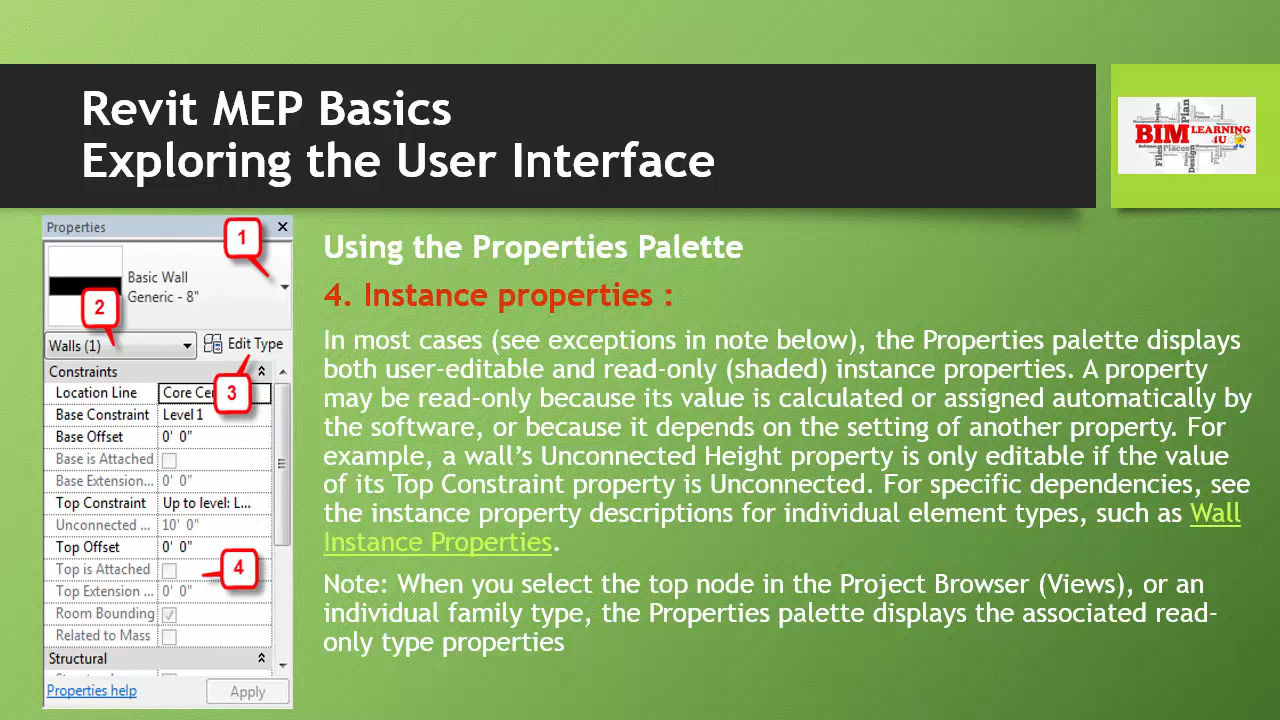 Revit MEP Basics
Exploring the User Interface
BIM LEARNING
4U
Plan
Design
Files
Places
Design
Properties
1
Basic Wall
Generic - 8"
2
Walls (1)
Edit Type
3
Constraints
Location Line Core Cen
Base Constraint Level 1
Base Offset 0' 0"
Base is Attached
Base Extension... 0' 0"
Top Constraint Up to level: L...
Unconnected ... 10' 0"
Top Offset 0' 0"
Top is Attached
4
Top Extension ... 0' 0"
Room Bounding
Related to Mass
Structural
Properties help Apply
Using the Properties Palette
4. Instance properties :
In most cases (see exceptions in note below), the Properties palette displays
both user-editable and read-only (shaded) instance properties. A property
may be read-only because its value is calculated or assigned automatically by
the software, or because it depends on the setting of another property. For
example, a wall’s Unconnected Height property is only editable if the value
of its Top Constraint property is Unconnected. For specific dependencies, see
the instance property descriptions for individual element types, such as Wall
Instance Properties.
Note: When you select the top node in the Project Browser (Views), or an
individual family type, the Properties palette displays the associated read-
only type properties